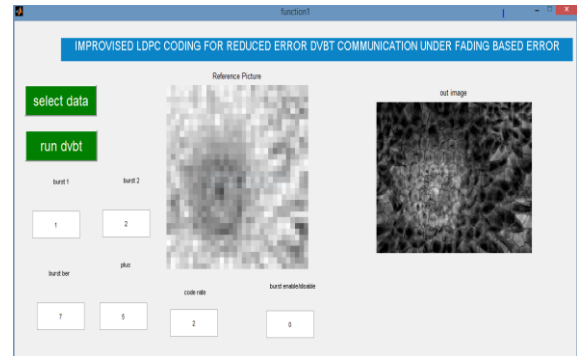 function1
IMPROVISED LDPC CODING FOR REDUCED ERROR DVBT COMMUNICATION UNDER FADING BASED ERROR
Reference Picture
out image
select data
run dvbt
burst 1
burst 2
1
2
burst ber
plus
code rate
burst enable/disable
7
5
2
0